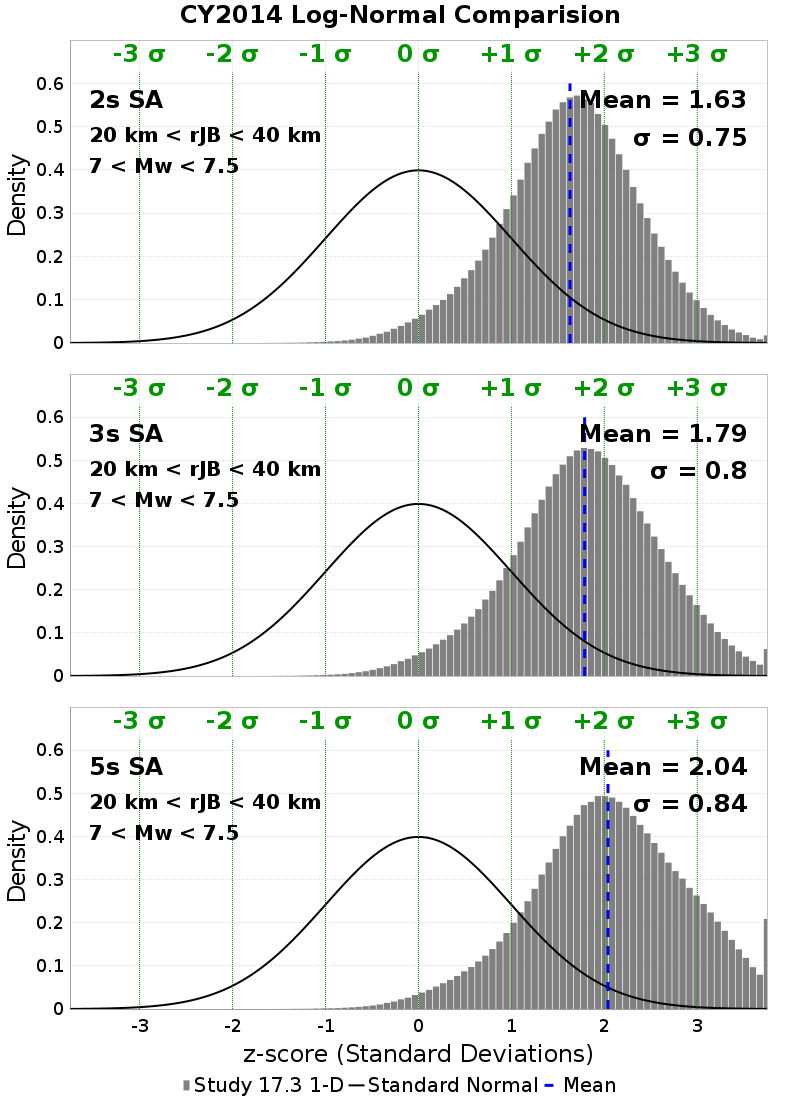 CY2014 Log-Normal Comparision
-3 σ -2 σ -1 σ 0 σ +1 σ +2 σ +3 σ
2s SA
Mean = 1.63
20 km < rJB < 40 km
σ = 0.75
7 < Mw < 7.5
Density
0.6
0.5
0.4
0.3
0.2
0.1
0
-3 σ -2 σ -1 σ 0 σ +1 σ +2 σ +3 σ
3s SA
Mean = 1.79
20 km < rJB < 40 km
σ = 0.8
7 < Mw < 7.5
Density
0.6
0.5
0.4
0.3
0.2
0.1
0
-3 σ -2 σ -1 σ 0 σ +1 σ +2 σ +3 σ
5s SA
Mean = 2.04
20 km < rJB < 40 km
σ = 0.84
7 < Mw < 7.5
Density
0.6
0.5
0.4
0.3
0.2
0.1
0
-3 -2 -1 0 1 2 3
z-score (Standard Deviations)
Study 17.3 1-D Standard Normal Mean